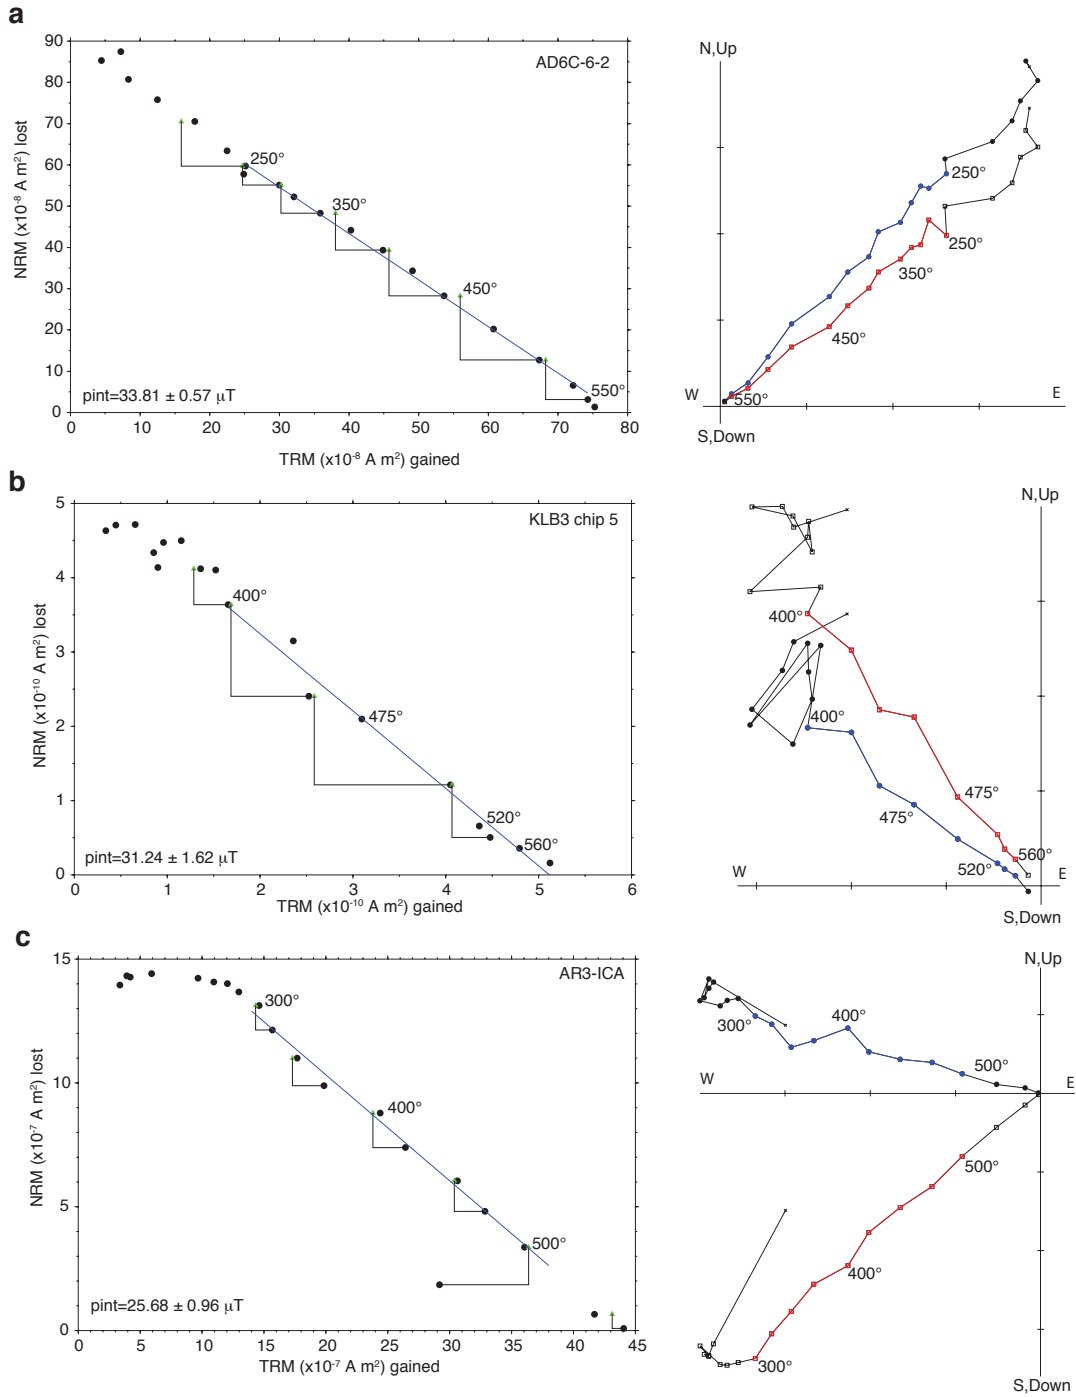 a
AD6C-6-2
NRM (x10⁻⁸ A m²) lost
90
80
70
60
50
40
30
20
10
0
250°
350°
450°
550°
pint=33.81 ± 0.57 µT
0 10 20 30 40 50 60 70 80
TRM (x10⁻⁸ A m²) gained
N,Up
250°
250°
350°
450°
550°
W
E
S,Down
b
KLB3 chip 5
NRM (x10⁻¹⁰ A m²) lost
5
4
3
2
1
0
400°
475°
520°
560°
pint=31.24 ± 1.62 µT
0 1 2 3 4 5 6
TRM (x10⁻¹⁰ A m²) gained
N,Up
400°
400°
475°
475°
560°
520°
W
E
S,Down
c
AR3-ICA
NRM (x10⁻⁷ A m²) lost
15
10
5
0
300°
400°
500°
pint=25.68 ± 0.96 µT
0 5 10 15 20 25 30 35 40 45
TRM (x10⁻⁷ A m²) gained
N,Up
300°
400°
500°
W
E
500°
400°
300°
S,Down